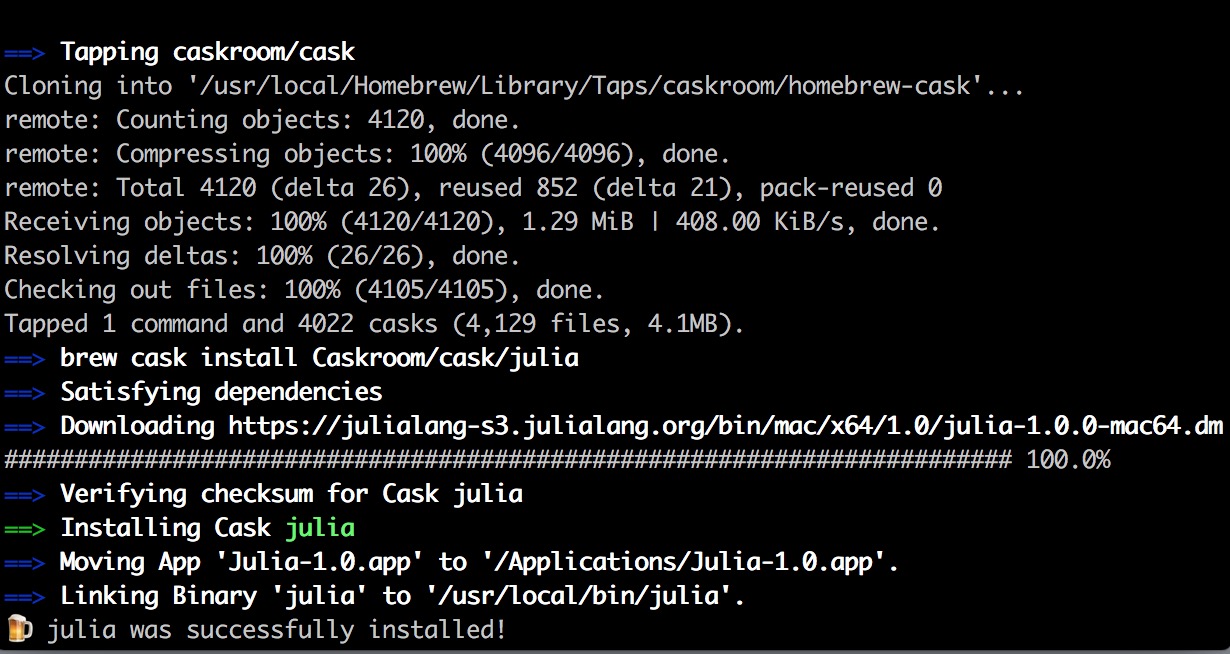 ==> Tapping caskroom/cask
Cloning into '/usr/local/Homebrew/Library/Taps/caskroom/homebrew-cask'...
remote: Counting objects: 4120, done.
remote: Compressing objects: 100% (4096/4096), done.
remote: Total 4120 (delta 26), reused 852 (delta 21), pack-reused 0
Receiving objects: 100% (4120/4120), 1.29 MiB | 408.00 KiB/s, done.
Resolving deltas: 100% (26/26), done.
Checking out files: 100% (4105/4105), done.
Tapped 1 command and 4022 casks (4,129 files, 4.1MB).
==> brew cask install Caskroom/cask/julia
==> Satisfying dependencies
==> Downloading https://julialang-s3.julialang.org/bin/mac/x64/1.0/julia-1.0.0-mac64.dm
######################################################################## 100.0%
==> Verifying checksum for Cask julia
==> Installing Cask julia
==> Moving App 'Julia-1.0.app' to '/Applications/Julia-1.0.app'.
==> Linking Binary 'julia' to '/usr/local/bin/julia'.
🍺 julia was successfully installed!